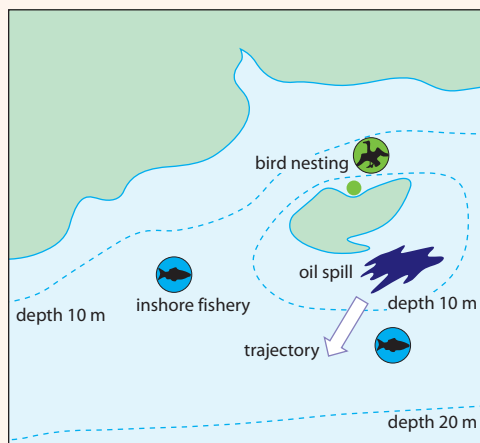 bird nesting
oil spill
inshore fishery
depth 10 m
depth 10 m
trajectory
depth 20 m